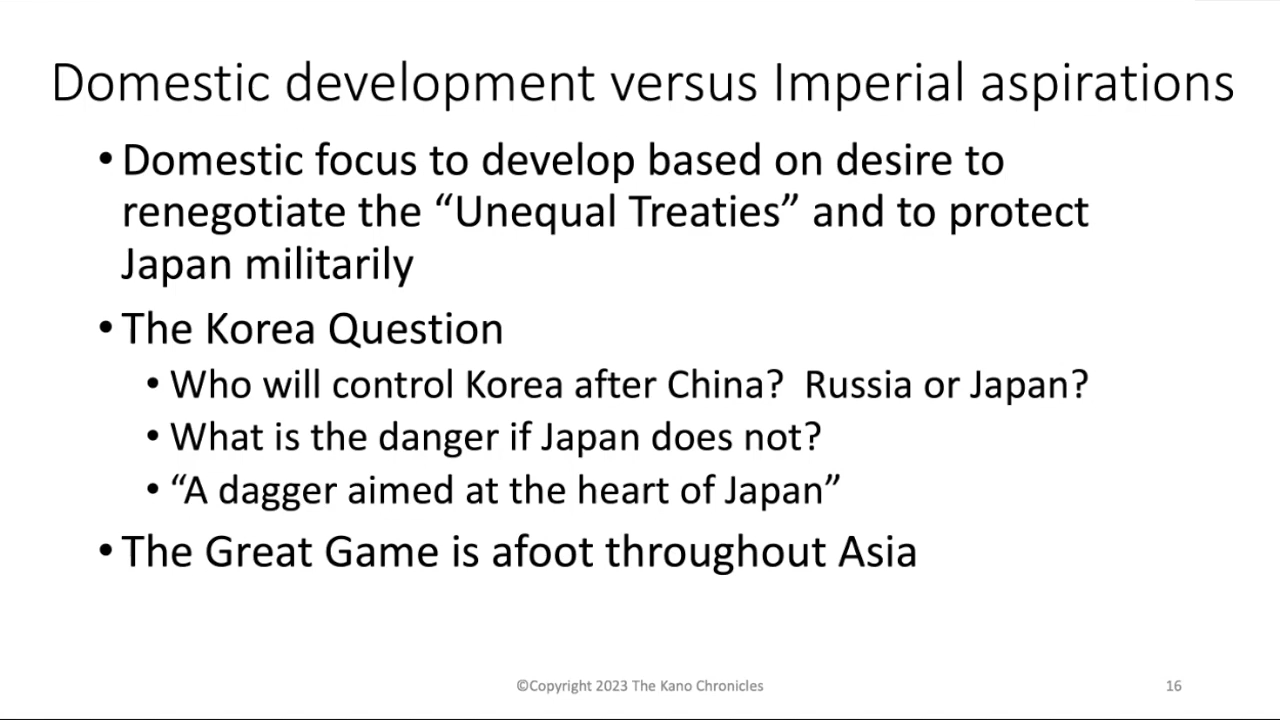 Domestic development versus Imperial aspirations
• Domestic focus to develop based on desire to
renegotiate the “Unequal Treaties” and to protect
Japan militarily
• The Korea Question
• Who will control Korea after China?  Russia or Japan?
• What is the danger if Japan does not?
• “A dagger aimed at the heart of Japan”
• The Great Game is afoot throughout Asia
©Copyright 2023 The Kano Chronicles
16